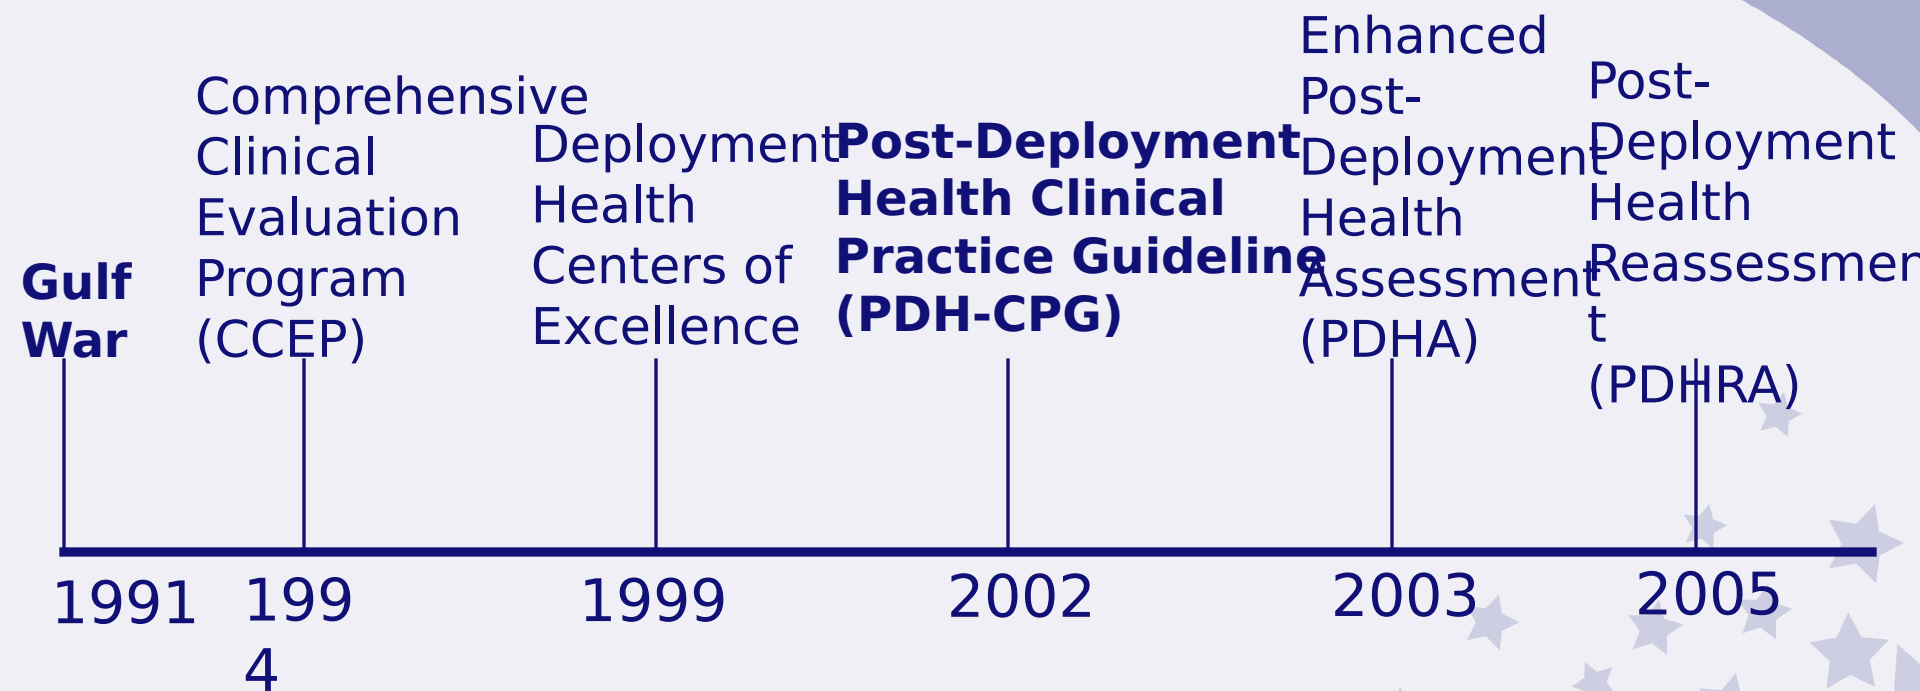 Gulf
War
Comprehensive
Clinical
Evaluation
Program
(CCEP)
Deployment
Health
Centers of
Excellence
Post-Deployment
Health Clinical
Practice Guideline
(PDH-CPG)
Enhanced
Post-
Deployment
Health
Assessment
(PDHA)
Post-
Deployment
Health
Reassessmen
t
(PDHRA)
1991
199
4
1999
2002
2003
2005